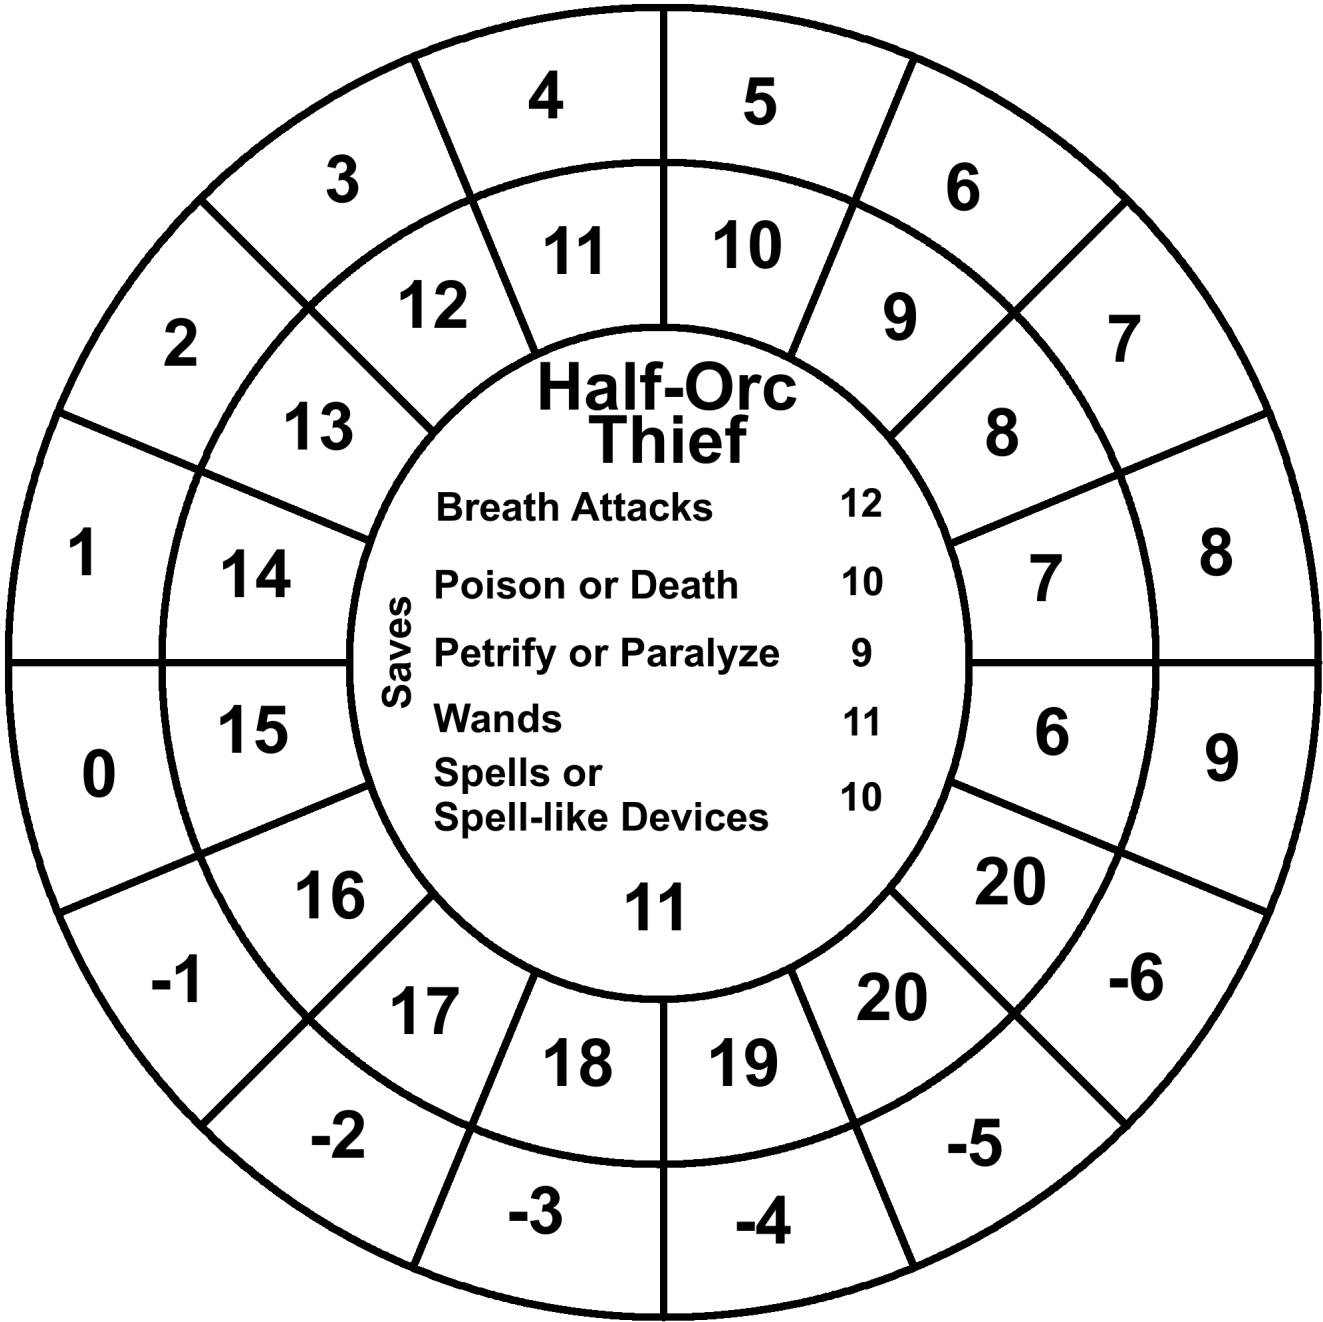 4 5
3 6
11 10
12 9
2 7
13 8
Half-Orc
Thief
Breath Attacks 12
1 14 7 8
Poison or Death 10
Saves
Petrify or Paralyze 9
Wands 11
0 15 6 9
Spells or
Spell-like Devices 10
16 20
11
-1 -6
17 20
18 19
-2 -5
-3 -4